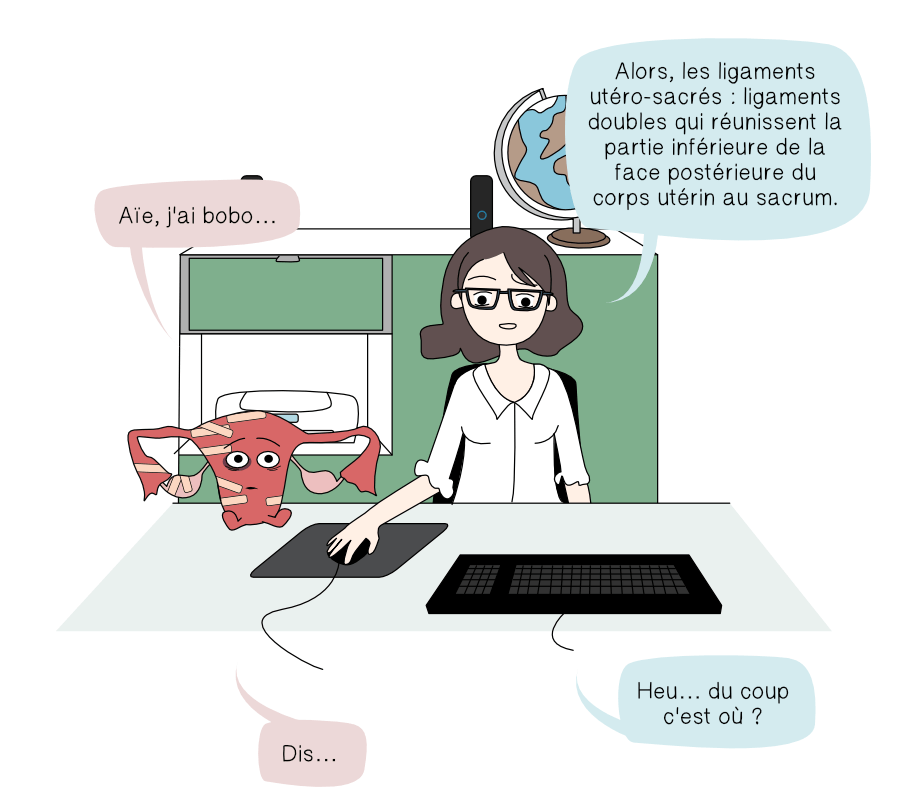 Alors, les ligaments
utéro-sacrés : ligaments
doubles qui réunissent la
partie inférieure de la
face postérieure du
corps utérin au sacrum.
Aïe, j'ai bobo...
Heu... du coup
c'est où ?
Dis...